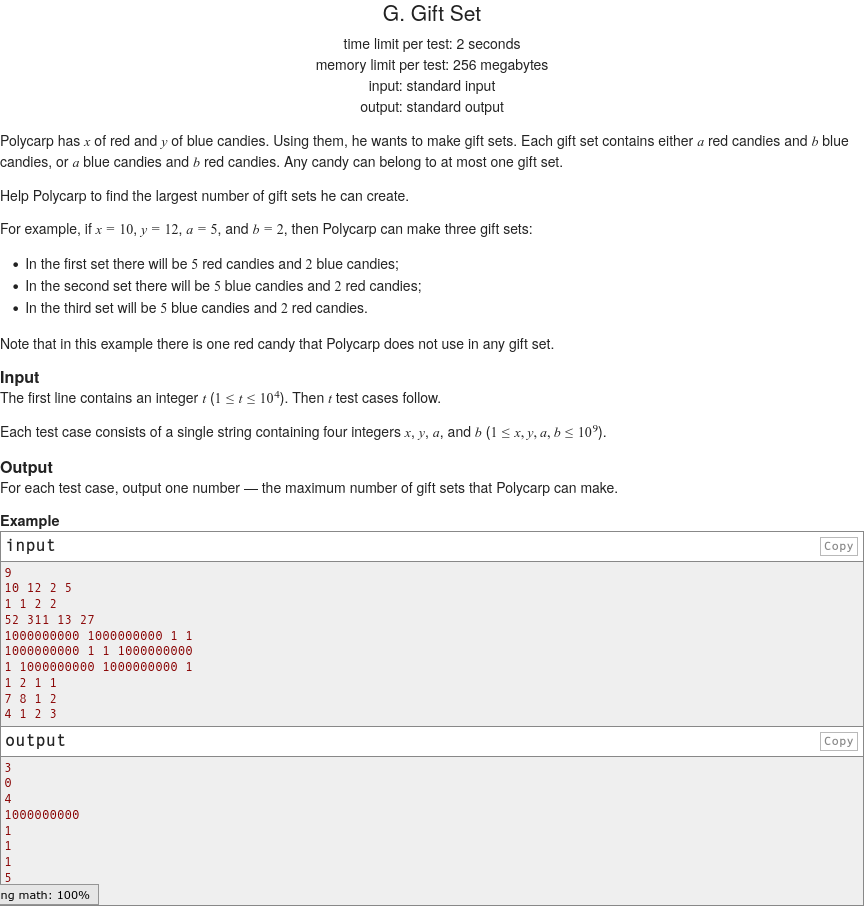 G. Gift Set
time limit per test: 2 seconds
memory limit per test: 256 megabytes
input: standard input
output: standard output
Polycarp has x of red and y of blue candies. Using them, he wants to make gift sets. Each gift set contains either a red candies and b blue
candies, or a blue candies and b red candies. Any candy can belong to at most one gift set.
Help Polycarp to find the largest number of gift sets he can create.
For example, if x = 10, y = 12, a = 5, and b = 2, then Polycarp can make three gift sets:
• In the first set there will be 5 red candies and 2 blue candies;
• In the second set there will be 5 blue candies and 2 red candies;
• In the third set will be 5 blue candies and 2 red candies.
Note that in this example there is one red candy that Polycarp does not use in any gift set.
Input
The first line contains an integer t (1 ≤ t ≤ 10⁴). Then t test cases follow.
Each test case consists of a single string containing four integers x, y, a, and b (1 ≤ x, y, a, b ≤ 10⁹).
Output
For each test case, output one number — the maximum number of gift sets that Polycarp can make.
Example
input Copy
9
10 12 2 5
1 1 2 2
52 311 13 27
1000000000 1000000000 1 1
1000000000 1 1 1000000000
1 1000000000 1000000000 1
1 2 1 1
7 8 1 2
4 1 2 3
output Copy
3
0
4
1000000000
1
1
1
5
ng math: 100%